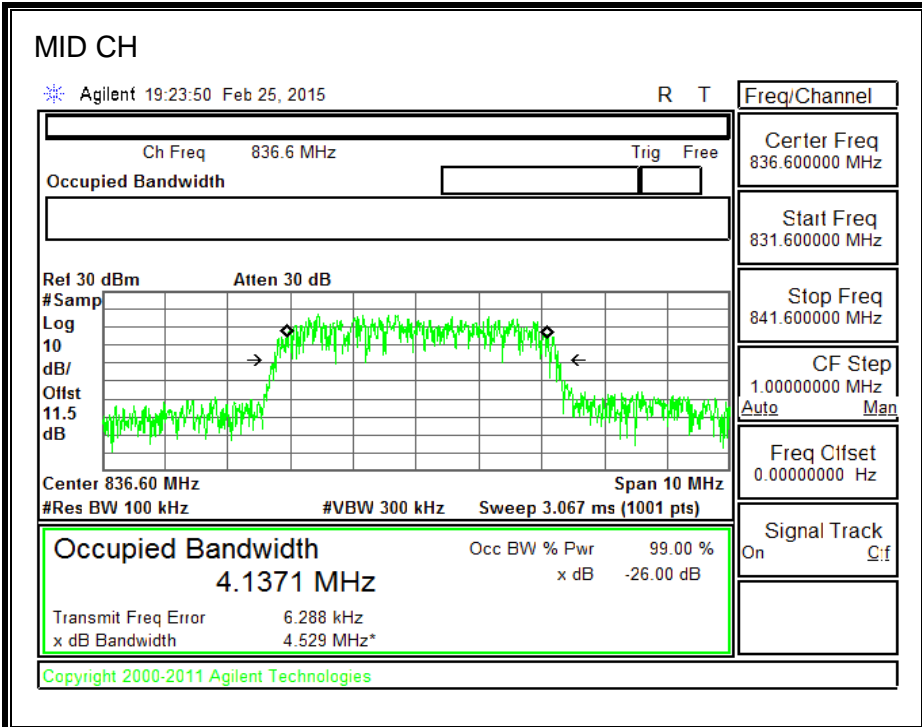 MID CH
Agilent 19:23:50 Feb 25, 2015 R T
Freq/Channel
Ch Freq 836.6 MHz Trig Free
Occupied Bandwidth
Center Freq
836.600000 MHz
Start Freq
831.600000 MHz
Stop Freq
841.600000 MHz
CF Step
1.00000000 MHz
Auto Man
Freq Offset
0.00000000 Hz
Signal Track
On Off
Ref 30 dBm Atten 30 dB
#Samp
Log
10
dB/
Offst
11.5
dB
Center 836.60 MHz Span 10 MHz
#Res BW 100 kHz #VBW 300 kHz Sweep 3.067 ms (1001 pts)
Occupied Bandwidth Occ BW % Pwr 99.00 %
4.1371 MHz x dB -26.00 dB
Transmit Freq Error 6.288 kHz
x dB Bandwidth 4.529 MHz*
Copyright 2000-2011 Agilent Technologies